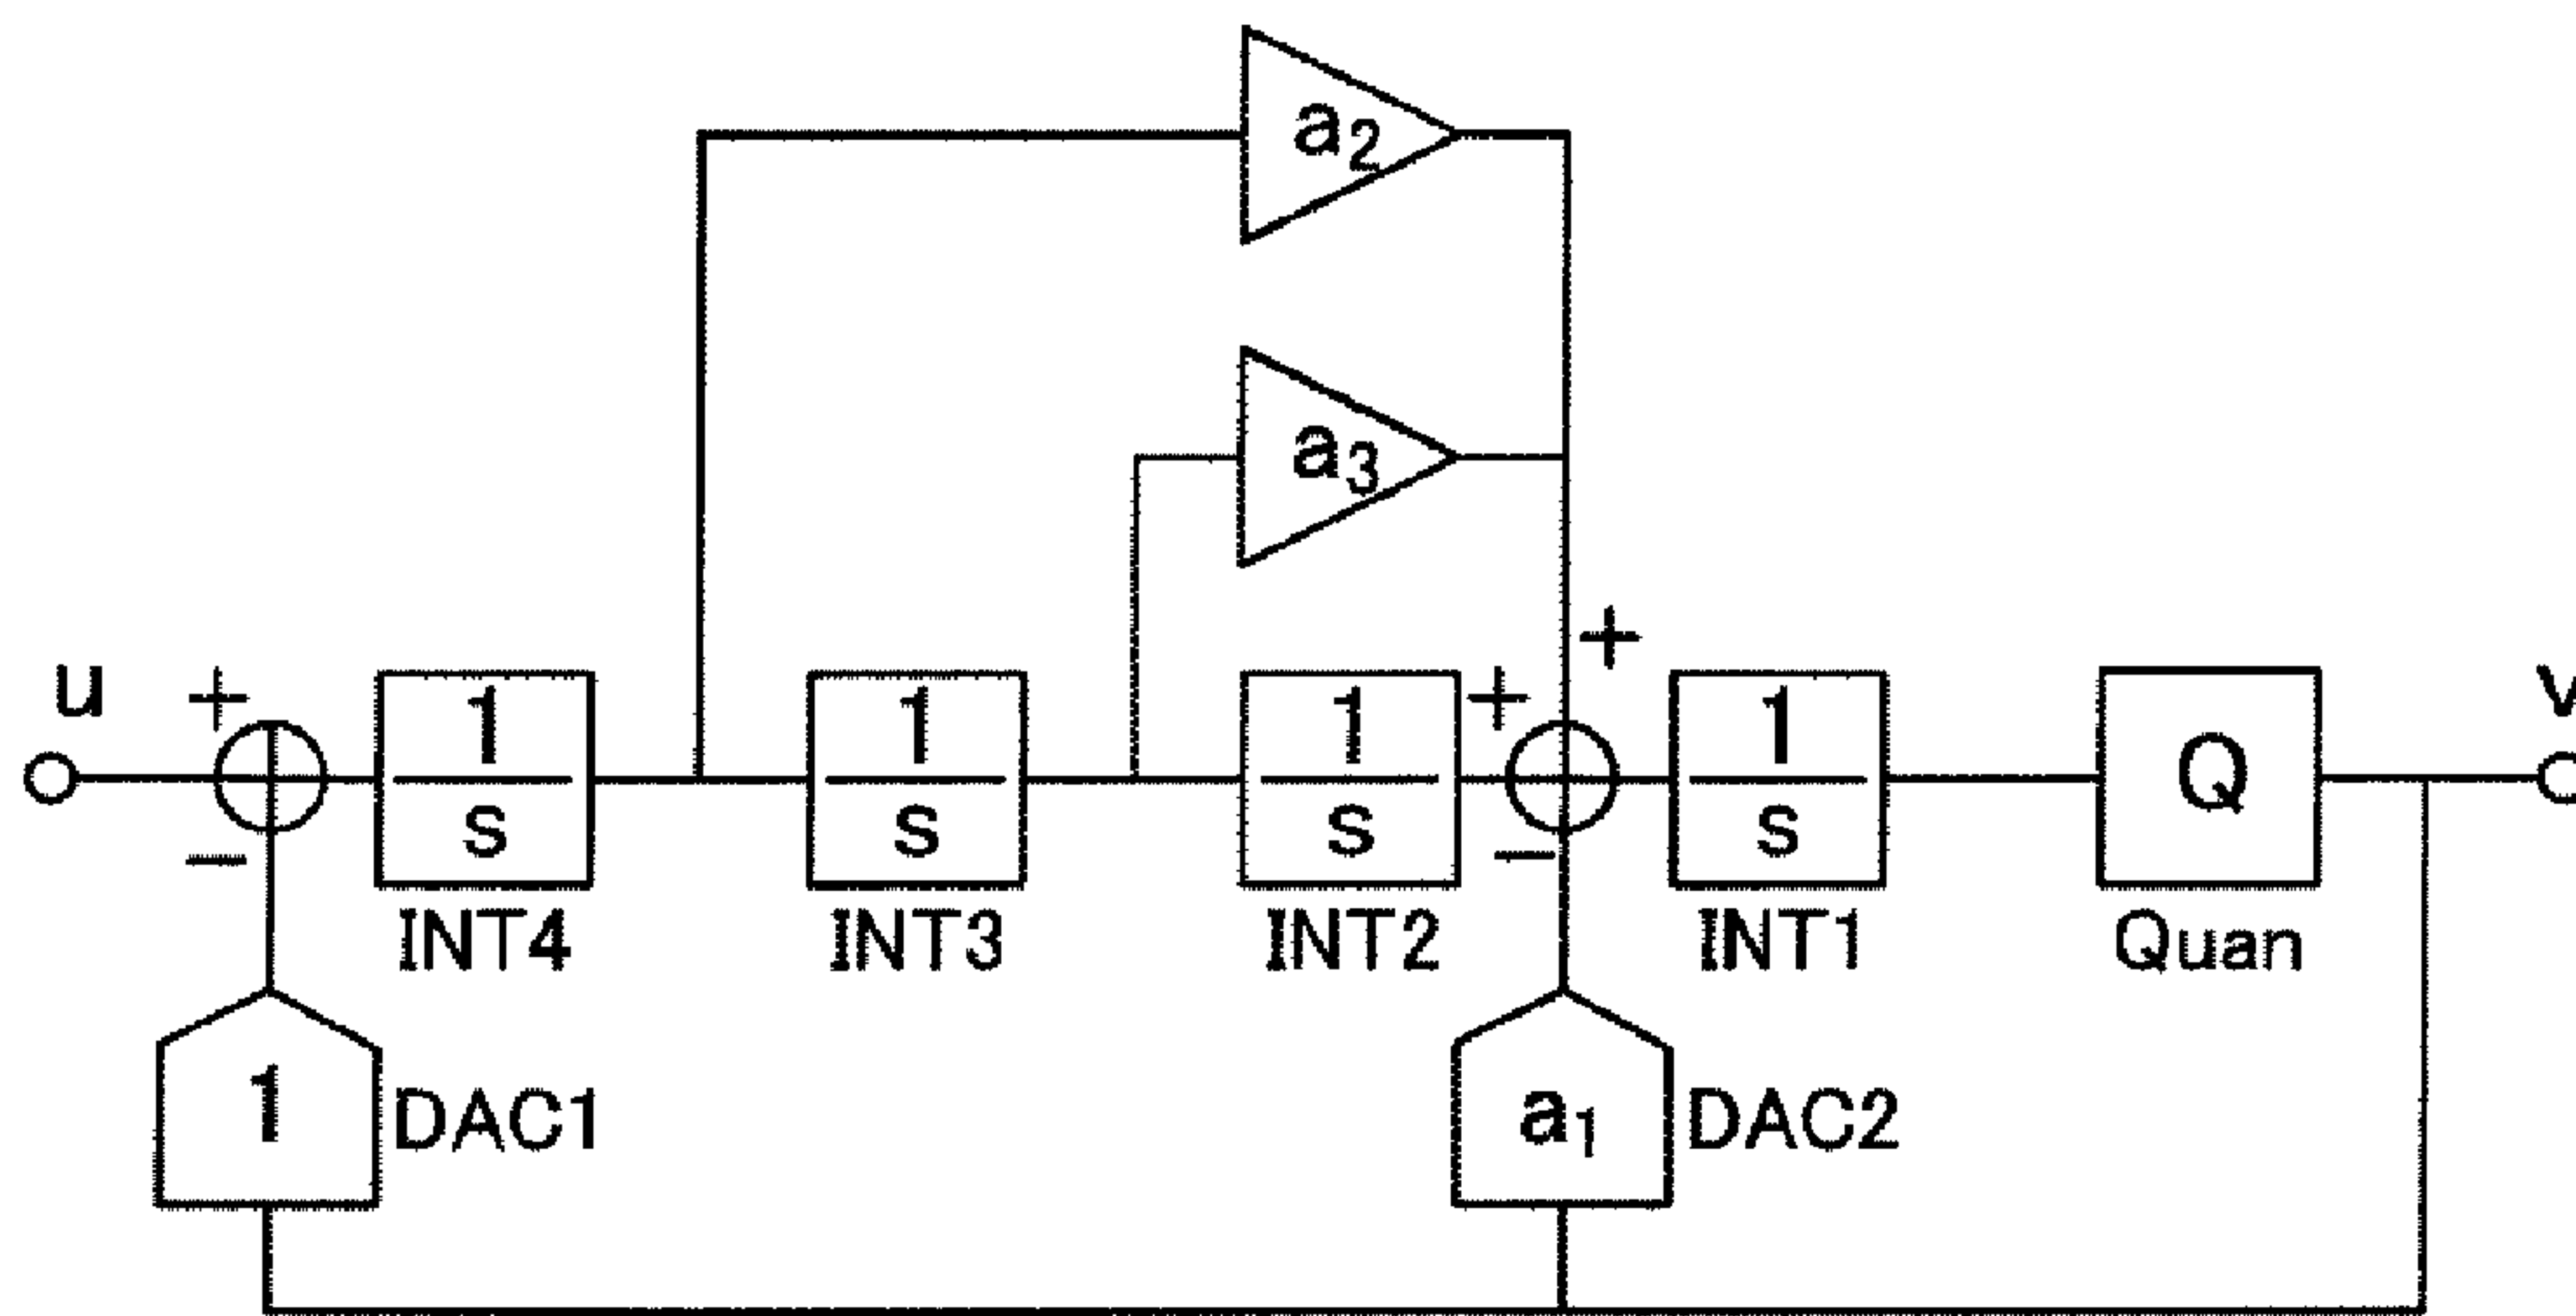 a2
a3
+
u + + v
1/s 1/s 1/s 1/s Q
− −
INT4 INT3 INT2 INT1 Quan
1 DAC1 a1 DAC2